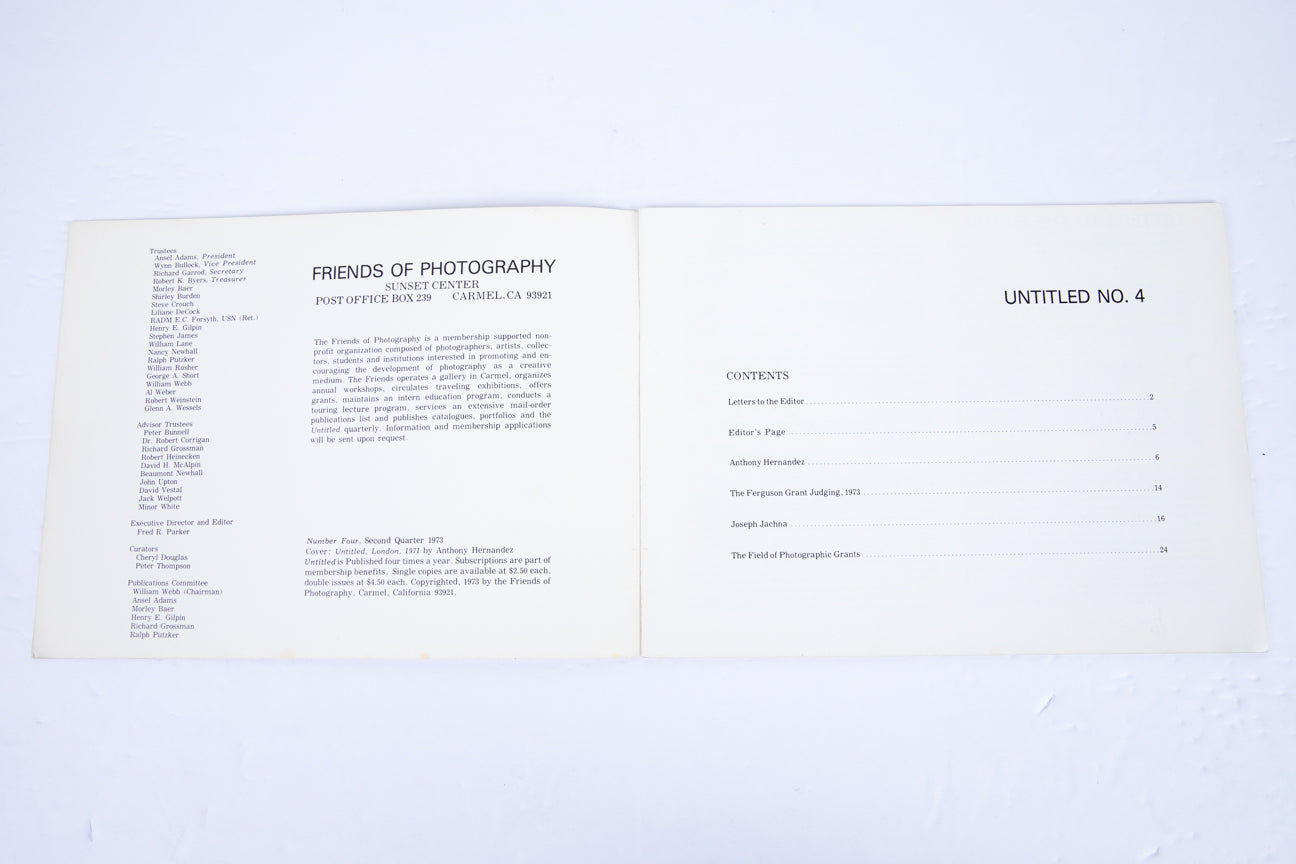 Trustees
Ansel Adams, President
Wynn Bullock, Vice President
Richard Garrod, Secretary
Robert K. Byers, Treasurer
Morley Baer
Shirley Burden
Steve Crouch
Liliane DeCock
RADM E.C. Forsyth, USN (Ret.)
Henry E. Gilpin
Stephen James
William Lane
Nancy Newhall
Ralph Putzker
William Rusher
George A. Short
William Webb
Al Weber
Robert Weinstein
Glenn A. Wessels
Advisor Trustees
Peter Bunnell
Dr. Robert Corrigan
Richard Grossman
Robert Heinecken
David H. McAlpin
Beaumont Newhall
John Upton
David Vestal
Jack Welpott
Minor White
Executive Director and Editor
Fred R. Parker
Curators
Cheryl Douglas
Peter Thompson
Publications Committee
William Webb (Chairman)
Ansel Adams
Morley Baer
Henry E. Gilpin
Richard Grossman
Ralph Putzker
FRIENDS OF PHOTOGRAPHY
SUNSET CENTER
POST OFFICE BOX 239 CARMEL, CA 93921
The Friends of Photography is a membership supported non-
profit organization composed of photographers, artists, collec-
tors, students and institutions interested in promoting and en-
couraging the development of photography as a creative
medium. The Friends operates a gallery in Carmel, organizes
annual workshops, circulates traveling exhibitions, offers
grants, maintains an intern education program, conducts a
touring lecture program, services an extensive mail-order
publications list and publishes catalogues, portfolios and the
Untitled quarterly. Information and membership applications
will be sent upon request.
Number Four, Second Quarter 1973
Cover: Untitled, London, 1971 by Anthony Hernandez
Untitled is Published four times a year. Subscriptions are part of
membership benefits. Single copies are available at $2.50 each,
double issues at $4.50 each. Copyrighted, 1973 by the Friends of
Photography, Carmel, California 93921.
UNTITLED NO. 4
CONTENTS
Letters to the Editor 2
Editor's Page 5
Anthony Hernandez 6
The Ferguson Grant Judging, 1973 14
Joseph Jachna 16
The Field of Photographic Grants 24